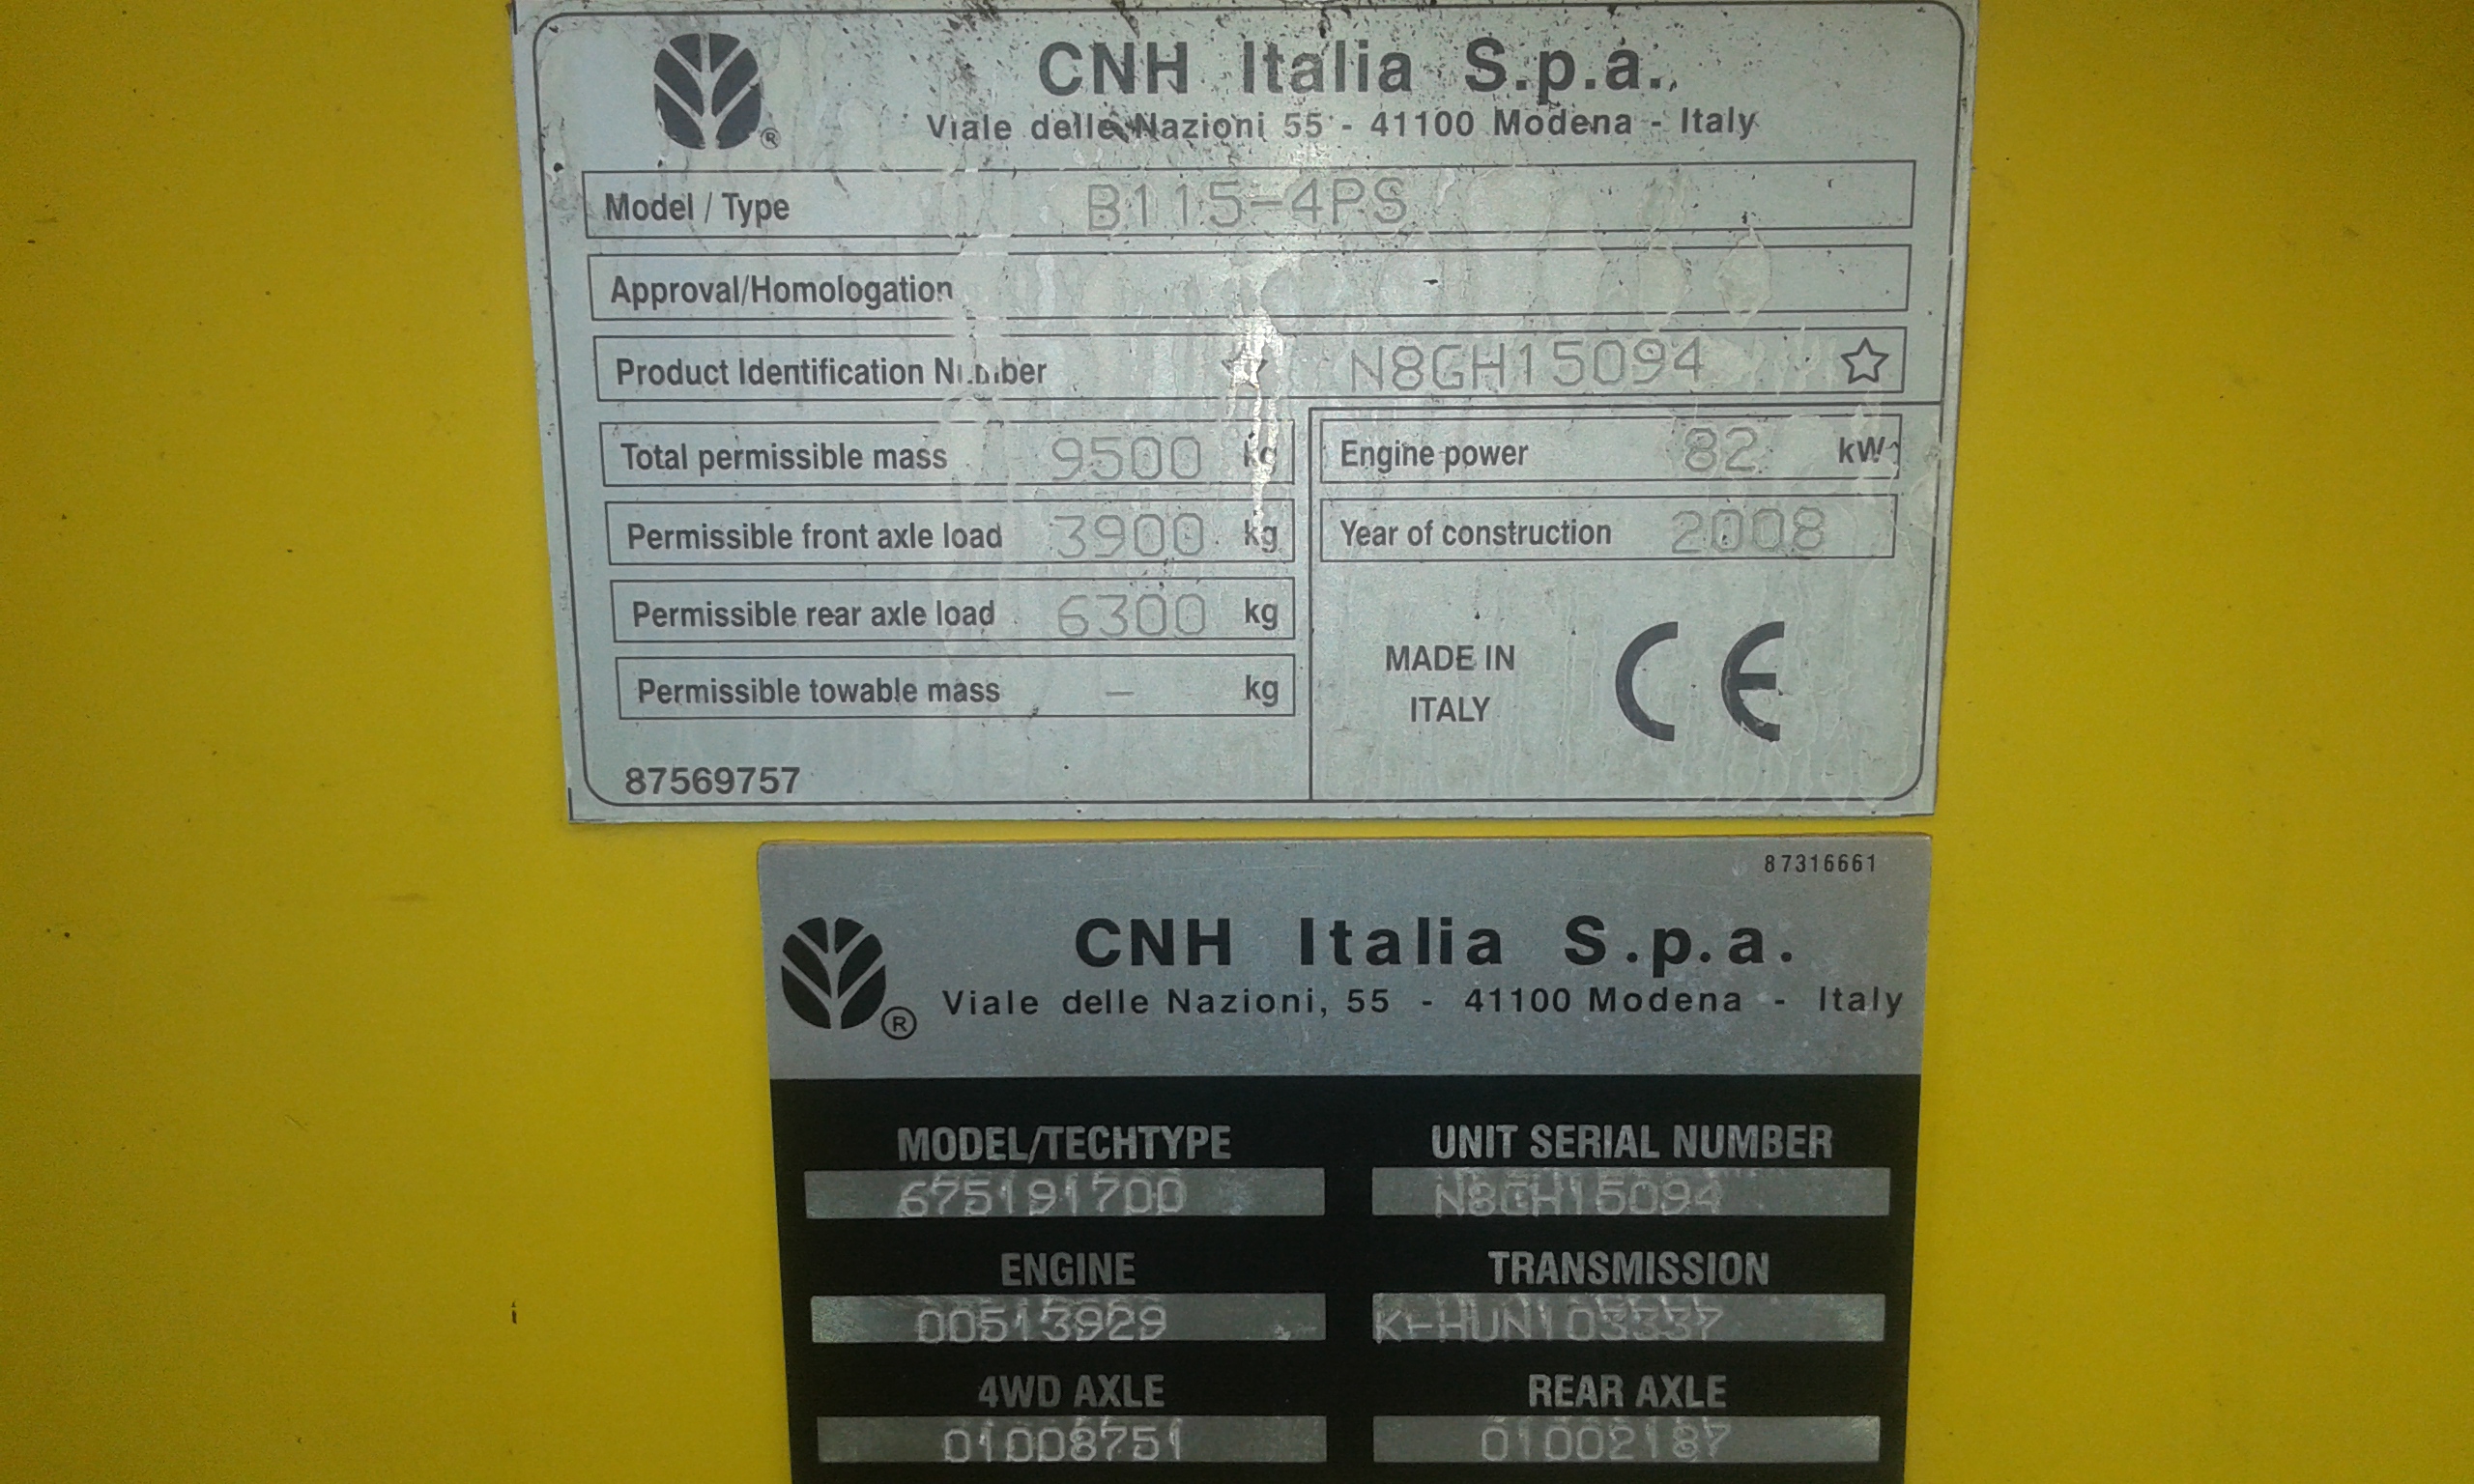 CNH Italia S.p.a.
Viale delle Nazioni 55 - 41100 Modena - Italy
®
Model / Type B115-4PS
Approval/Homologation
Product Identification Number ☆ N8GH15094 ☆
Total permissible mass 9500 kg
Engine power 82 kW
Permissible front axle load 3900 kg
Year of construction 2008
Permissible rear axle load 6300 kg
Permissible towable mass — kg
MADE IN
ITALY
CE
87569757
87316661
CNH Italia S.p.a.
Viale delle Nazioni, 55 - 41100 Modena - Italy
®
MODEL/TECHTYPE UNIT SERIAL NUMBER
675191700 N8GH15094
ENGINE TRANSMISSION
00513929
4WD AXLE REAR AXLE
01008751 01002187